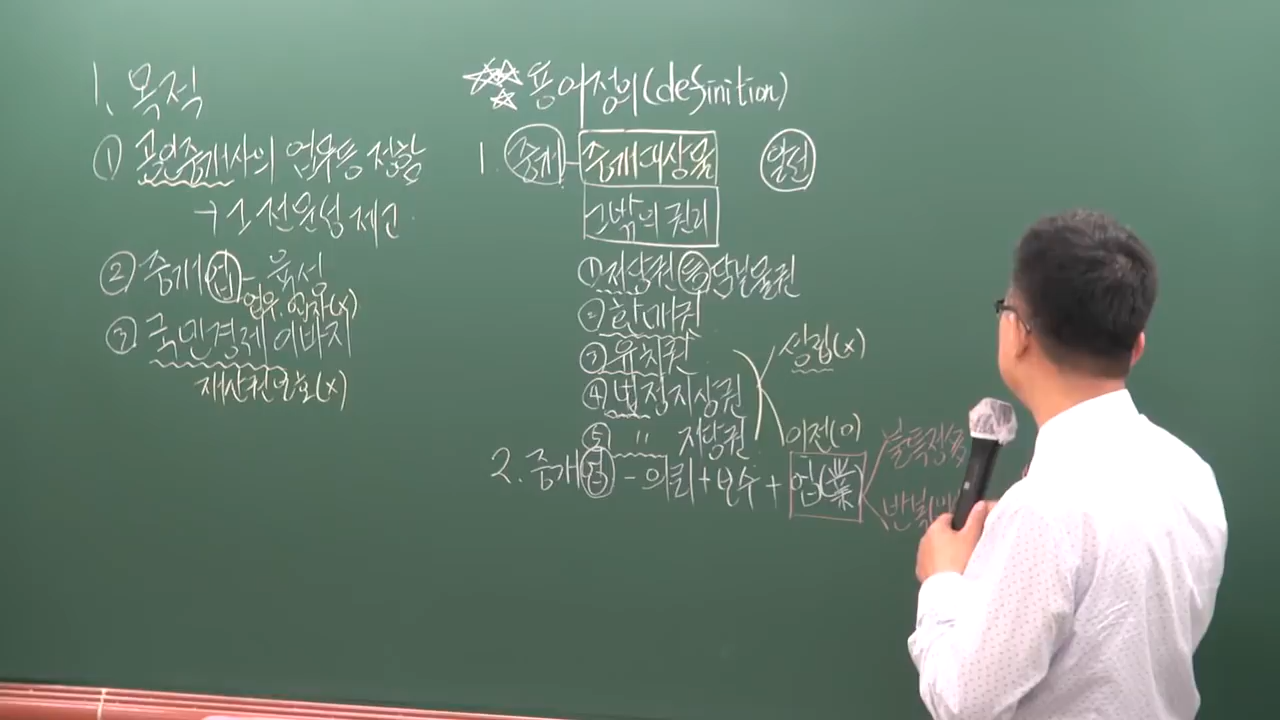 1. 목적
① 공인중개사의 업무등 적활
→ 그 전문성 제고.
② 중개업 - 육성
업무, 업자(x)
③ 국민경제 이바지
재산권 보호(x)
용어정의(definition)
1. 중개 - 중개대상물 알선
그밖의 권리
① 저당권 등 담보물권
② 환매권
③ 유치권
④ 법정지상권
⑤ 〃 저당권
성립(x)
이전(o)
2. 중개업 - 의뢰 + 보수 + 업(業)
불특정多
반복